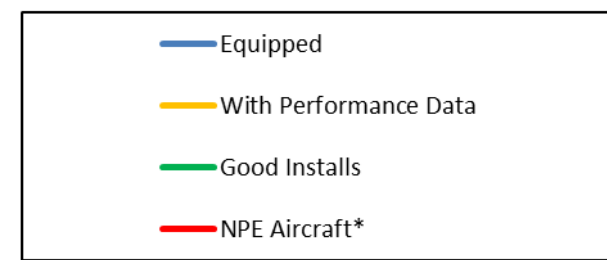 Equipped
With Performance Data
Good Installs
NPE Aircraft*